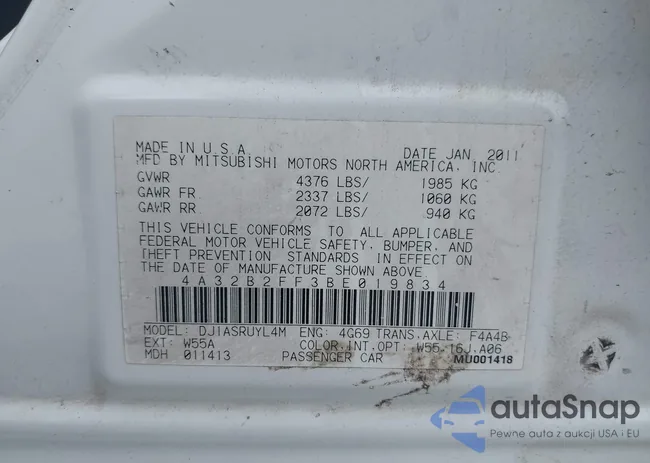 MADE IN U.S.A. DATE JAN 2011
MFD BY MITSUBISHI MOTORS NORTH AMERICA, INC.
GVWR 4376 LBS/ 1985 KG
GAWR FR 2337 LBS/ 1060 KG
GAWR RR 2072 LBS/ 940 KG
THIS VEHICLE CONFORMS TO ALL APPLICABLE
FEDERAL MOTOR VEHICLE SAFETY, BUMPER, AND
THEFT PREVENTION STANDARDS IN EFFECT ON
THE DATE OF MANUFACTURE SHOWN ABOVE
4A32B2FF3BE019834
MODEL: DJ1ASRUYL4M ENG: 4G69 TRANS,AXLE: F4A4B
EXT: W55A COLOR,INT,OPT: W55,16J,A06
MDH 011413 PASSENGER CAR MU001418
autaSnap
Pewne auta z aukcji USA i EU